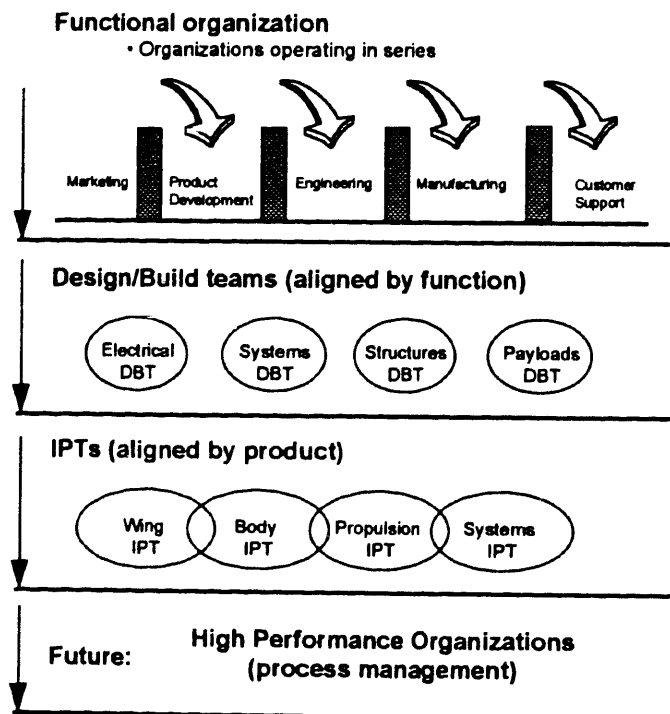 Functional organization
• Organizations operating in series
Marketing
Product
Development
Engineering
Manufacturing
Customer
Support
Design/Build teams (aligned by function)
Electrical
DBT
Systems
DBT
Structures
DBT
Payloads
DBT
IPTs (aligned by product)
Wing
IPT
Body
IPT
Propulsion
IPT
Systems
IPT
Future:
High Performance Organizations
(process management)